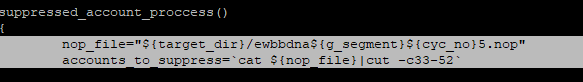 suppressed_account_proccess()
{
nop_file="${target_dir}/ewbbdna${g_segment}${cyc_no}5.nop"
accounts_to_suppress=`cat ${nop_file}|cut -c33-52`